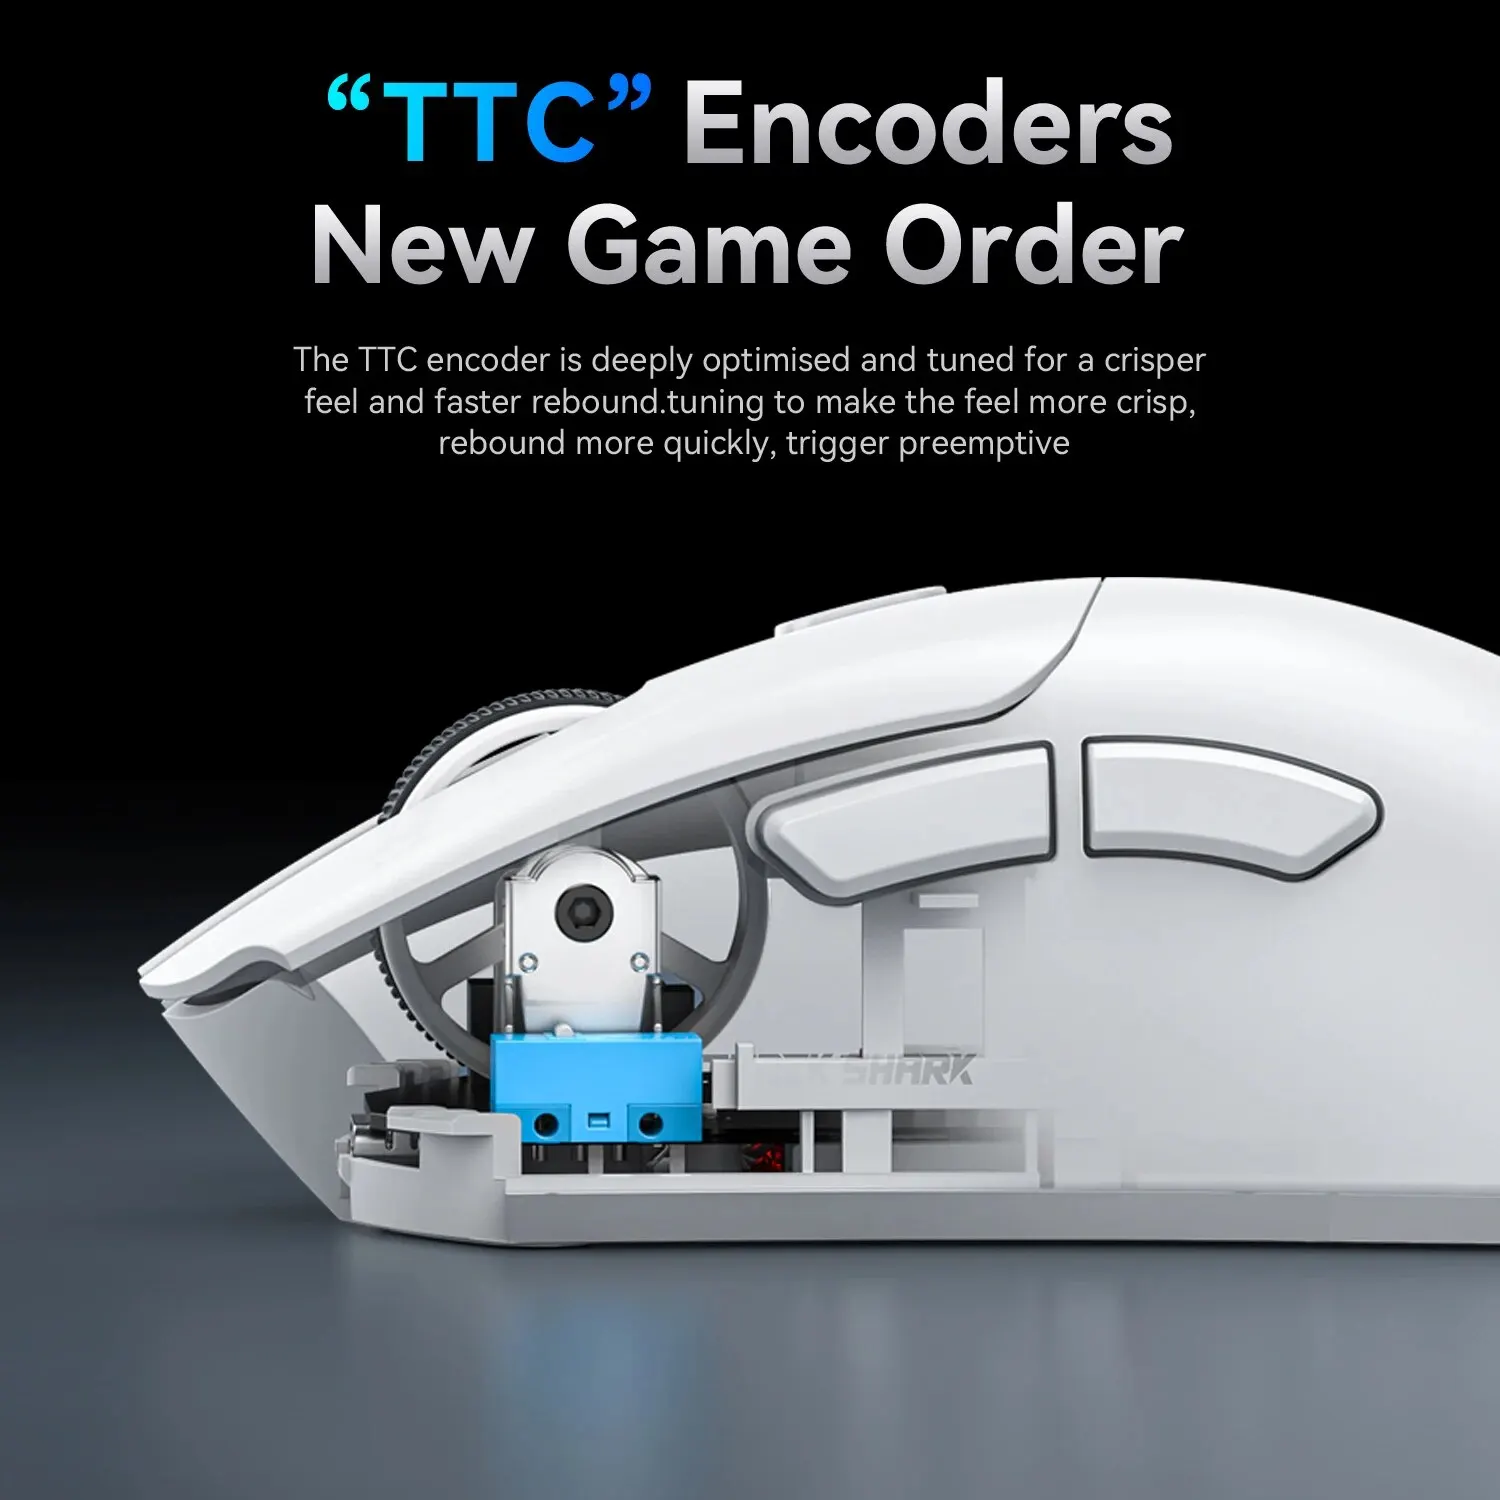 “TTC” Encoders
New Game Order
The TTC encoder is deeply optimised and tuned for a crisper
feel and faster rebound.tuning to make the feel more crisp,
rebound more quickly, trigger preemptive
SHARK